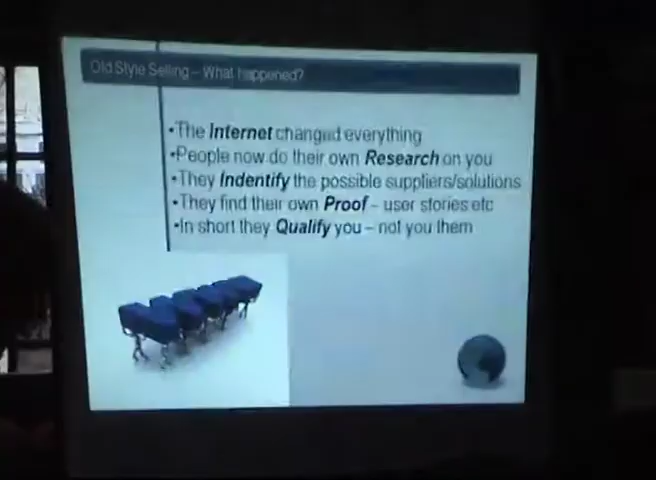 Old Style Selling – What happened?
•The Internet changed everything
•People now do their own Research on you
•They Indentify the possible suppliers/solutions
•They find their own Proof – user stories etc
•In short they Qualify you – not you them